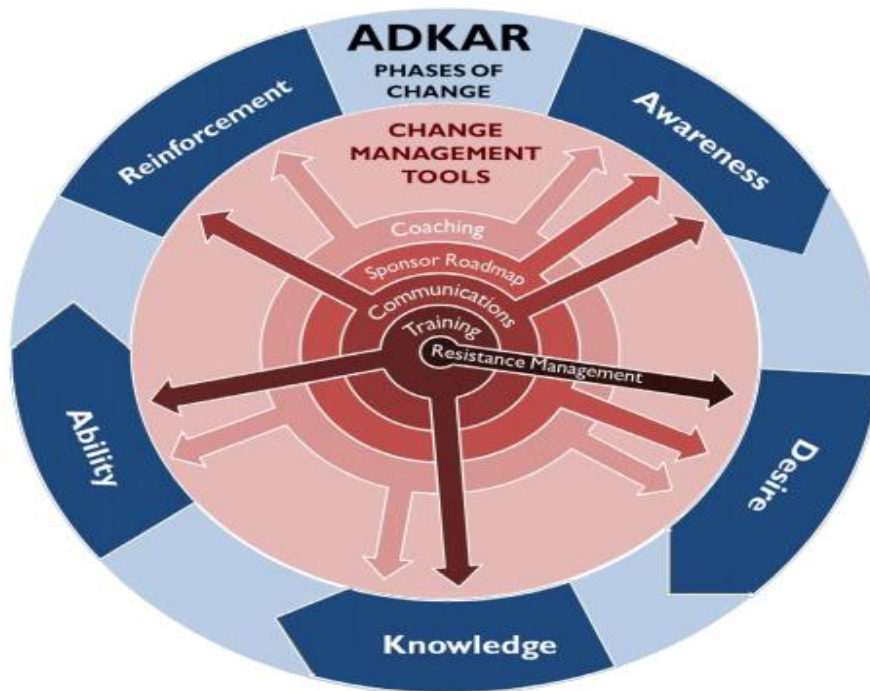 ADKAR
PHASES OF
CHANGE
Awareness
Desire
Knowledge
Ability
Reinforcement
CHANGE
MANAGEMENT
TOOLS
Coaching
Sponsor Roadmap
Communications
Training
Resistance Management